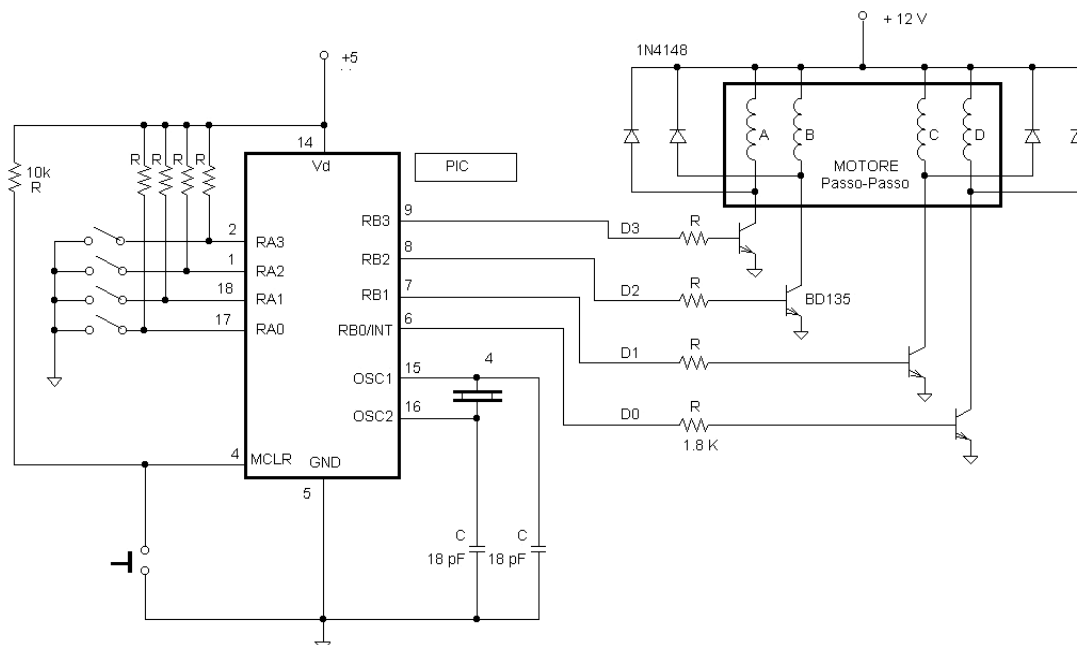 + 12 V
1N4148
+5
A
B
C
D
MOTORE
Passo-Passo
10k
R
R
R
R
R
14
Vd
PIC
2
RA3
1
RA2
18
RA1
17
RA0
4
MCLR
GND
5
RB3
9
RB2
8
RB1
7
RB0/INT
6
OSC1
15
OSC2
16
4
D3
R
D2
R
BD135
D1
R
D0
R
1.8 K
C
18 pF
C
18 pF